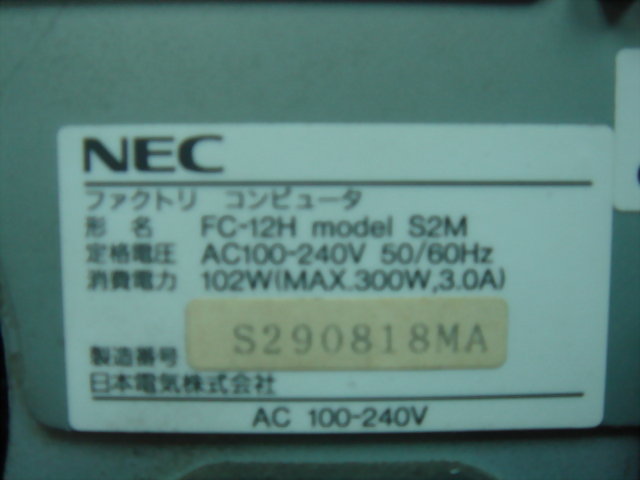 NEC
ファクトリ コンピュータ
形名 FC-12H model S2M
定格電圧 AC100-240V 50/60Hz
消費電力 102W(MAX.300W,3.0A)
製造番号 S290818MA
日本電気株式会社
AC 100-240V